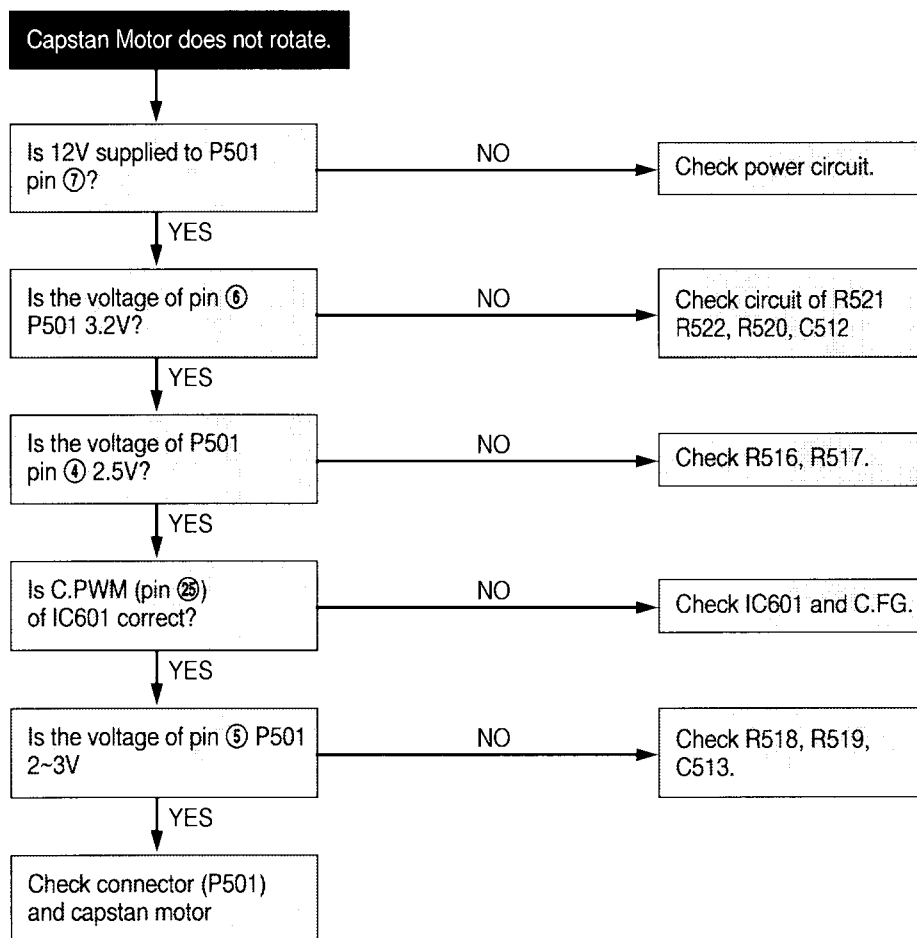 Capstan Motor does not rotate.
Is 12V supplied to P501
pin ⑦?
NO
Check power circuit.
YES
Is the voltage of pin ⑥
P501 3.2V?
NO
Check circuit of R521
R522, R520, C512
YES
Is the voltage of P501
pin ④ 2.5V?
NO
Check R516, R517.
YES
Is C.PWM (pin ㉕)
of IC601 correct?
NO
Check IC601 and C.FG.
YES
Is the voltage of pin ⑤ P501
2~3V
NO
Check R518, R519,
C513.
YES
Check connector (P501)
and capstan motor